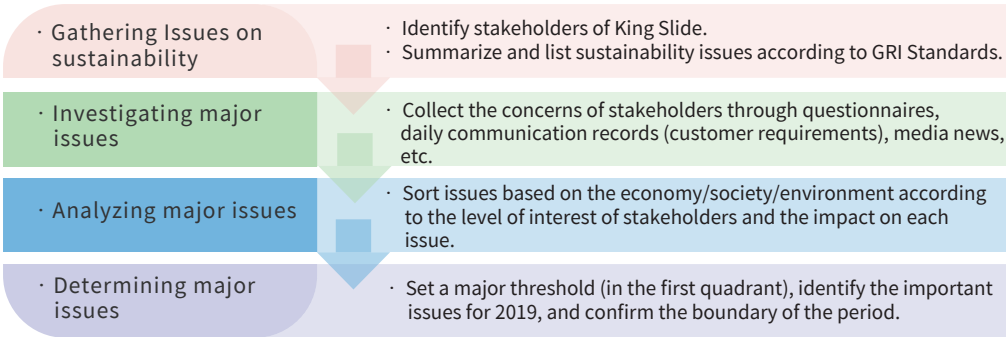 · Gathering Issues on
sustainability
· Identify stakeholders of King Slide.
· Summarize and list sustainability issues according to GRI Standards.
· Investigating major
issues
· Collect the concerns of stakeholders through questionnaires,
daily communication records (customer requirements), media news,
etc.
· Analyzing major issues
· Sort issues based on the economy/society/environment according
to the level of interest of stakeholders and the impact on each
issue.
· Determining major
issues
· Set a major threshold (in the first quadrant), identify the important
issues for 2019, and confirm the boundary of the period.